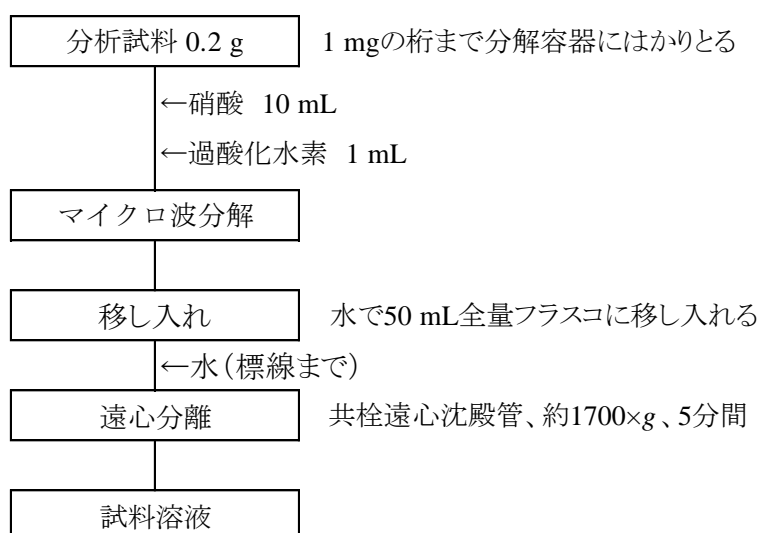 分析試料 0.2 g 1 mgの桁まで分解容器にはかりとる
←硝酸 10 mL
←過酸化水素 1 mL
マイクロ波分解
移し入れ 水で50 mL全量フラスコに移し入れる
←水（標線まで）
遠心分離 共栓遠心沈殿管、約1700×g、5分間
試料溶液